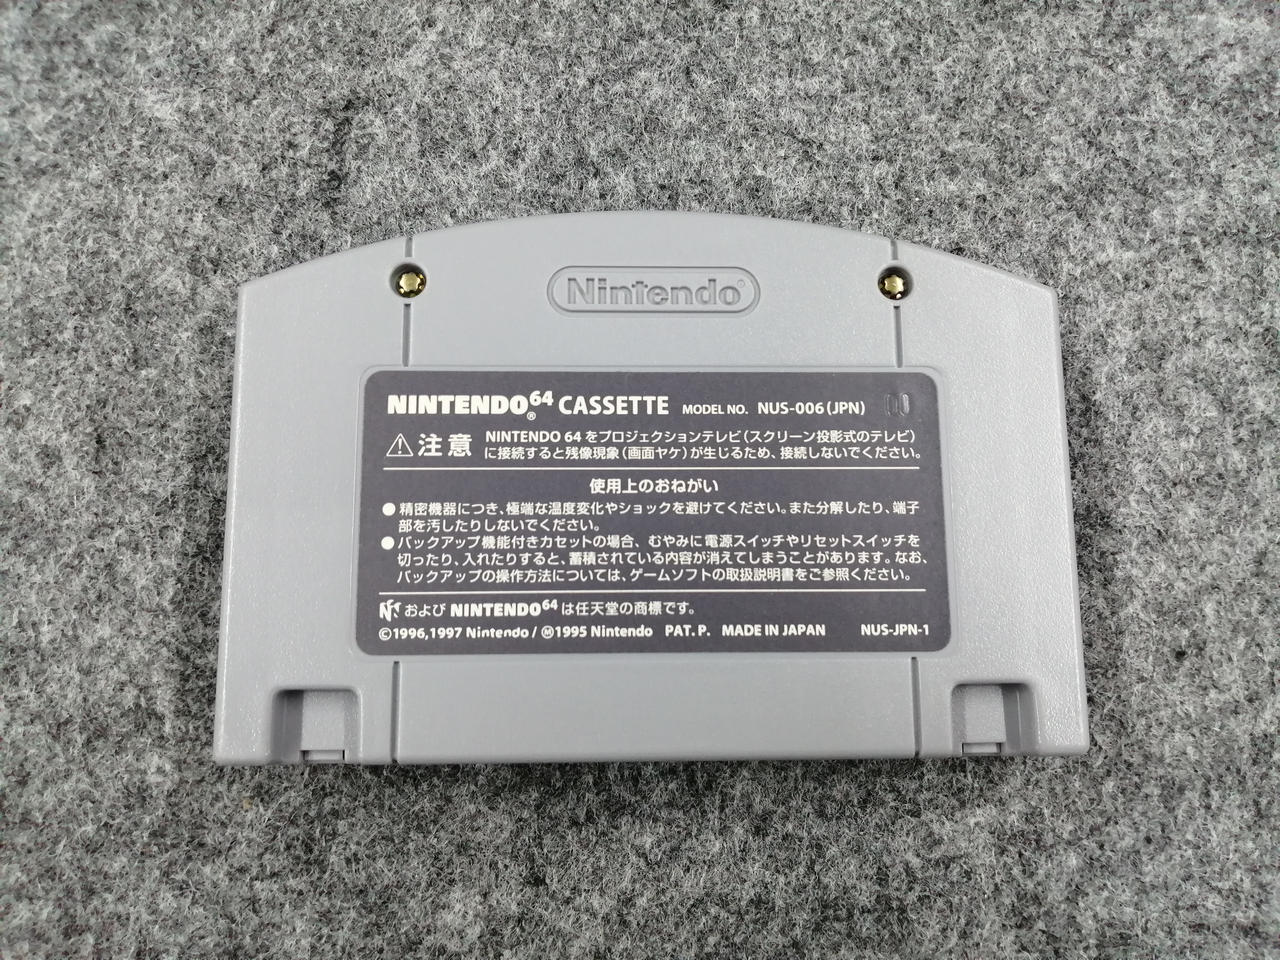 Nintendo®
NINTENDO64® CASSETTE MODEL NO. NUS-006(JPN)
⚠注意 NINTENDO 64をプロジェクションテレビ(スクリーン投影式のテレビ)
に接続すると残像現象(画面ヤケ)が生じるため、接続しないでください。
使用上のおねがい
●精密機器につき、極端な温度変化やショックを避けてください。また分解したり、端子
部を汚したりしないでください。
●バックアップ機能付きカセットの場合、むやみに電源スイッチやリセットスイッチを
切ったり、入れたりすると、蓄積されている内容が消えてしまうことがあります。なお、
バックアップの操作方法については、ゲームソフトの取扱説明書をご参照ください。
および NINTENDO64 は任天堂の商標です。
©1996,1997 Nintendo/Ⓜ1995 Nintendo PAT.P. MADE IN JAPAN NUS-JPN-1